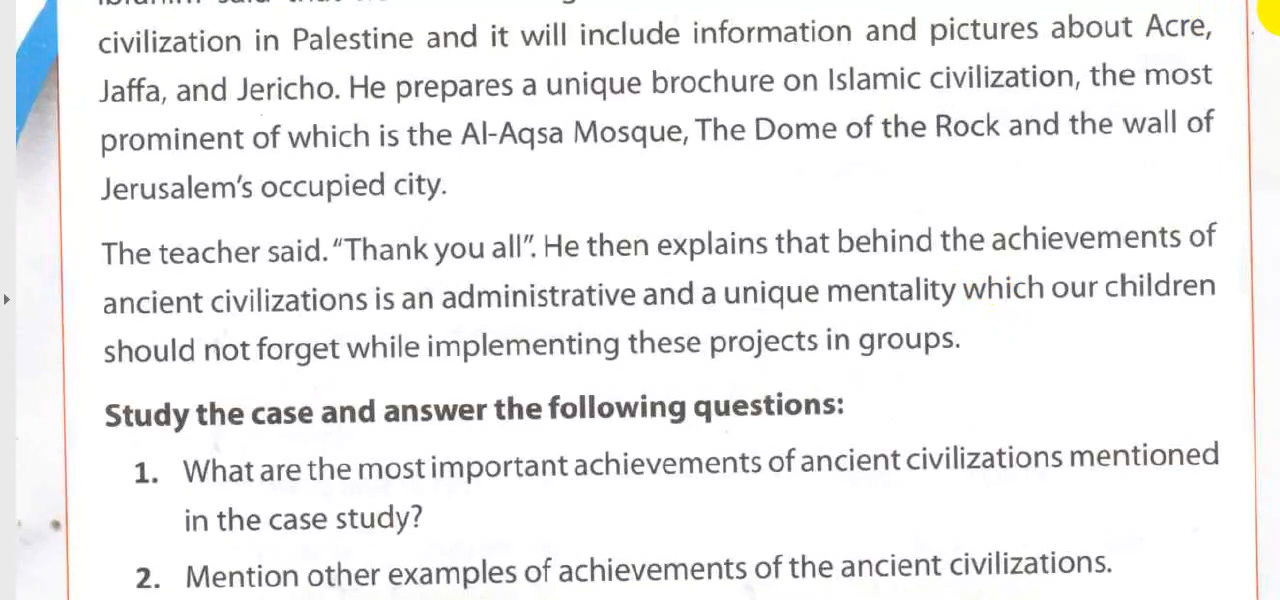 civilization in Palestine and it will include information and pictures about Acre,
Jaffa, and Jericho. He prepares a unique brochure on Islamic civilization, the most
prominent of which is the Al-Aqsa Mosque, The Dome of the Rock and the wall of
Jerusalem's occupied city.
The teacher said. "Thank you all". He then explains that behind the achievements of
ancient civilizations is an administrative and a unique mentality which our children
should not forget while implementing these projects in groups.
Study the case and answer the following questions:
1. What are the most important achievements of ancient civilizations mentioned
in the case study?
2. Mention other examples of achievements of the ancient civilizations.